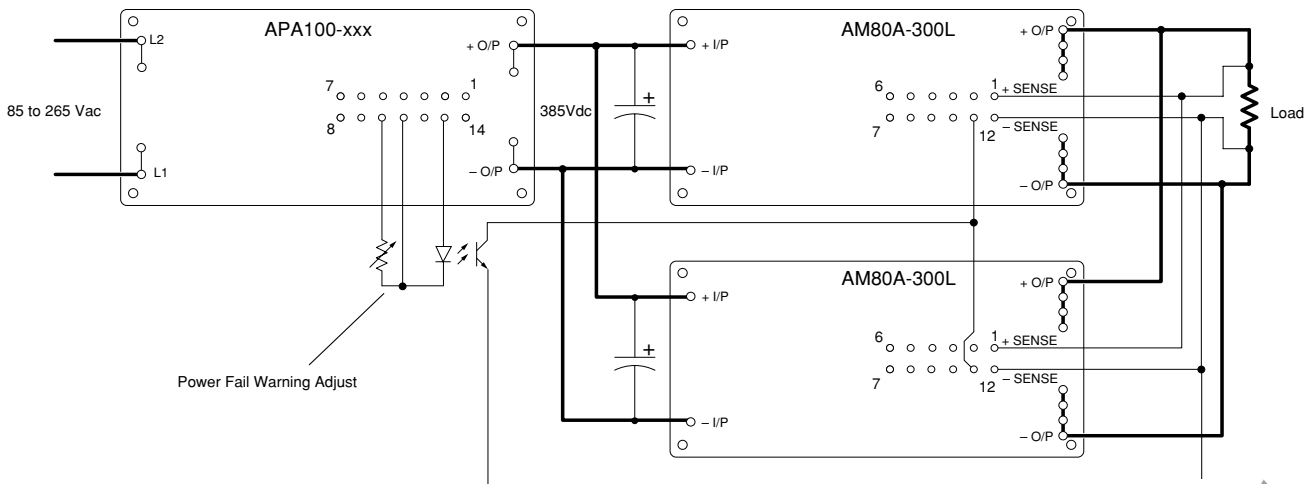 APA100-xxx
AM80A-300L
L2
+ O/P
+ I/P
+ O/P
7
1
6
1
+ SENSE
85 to 265 Vac
8
14
385Vdc
+
7
12
– SENSE
Load
L1
– O/P
– I/P
– O/P
AM80A-300L
+ I/P
+ O/P
6
1
+ SENSE
+
7
12
– SENSE
Power Fail Warning Adjust
– I/P
– O/P